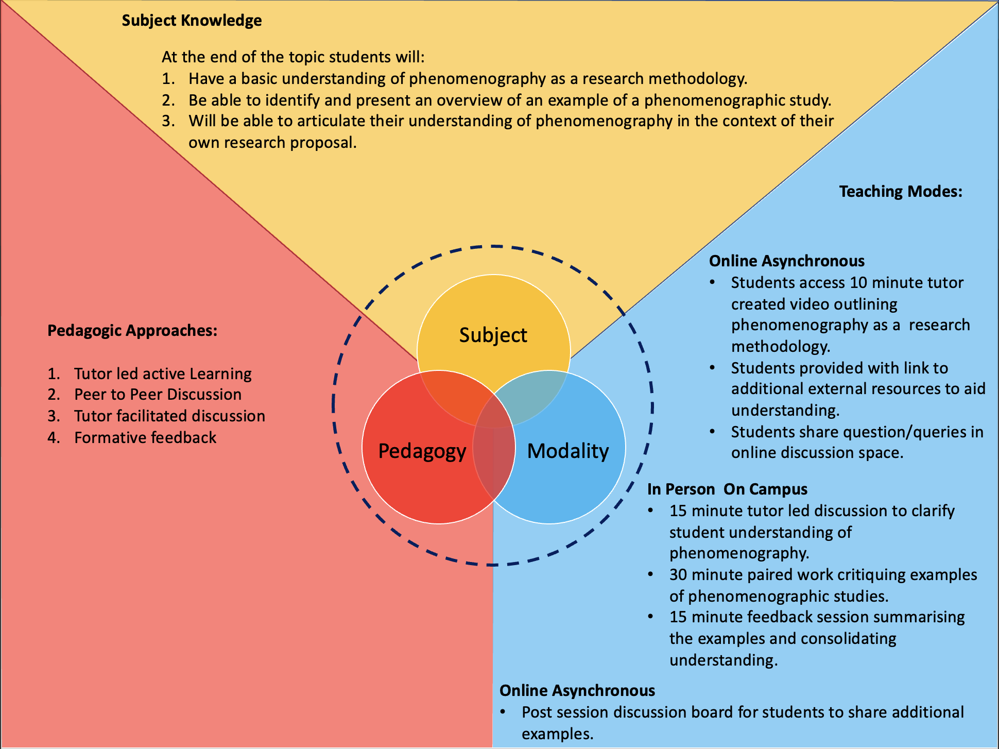 Subject Knowledge
At the end of the topic students will:
1. Have a basic understanding of phenomenography as a research methodology.
2. Be able to identify and present an overview of an example of a phenomenographic study.
3. Will be able to articulate their understanding of phenomenography in the context of their
own research proposal.
Pedagogic Approaches:
1. Tutor led active Learning
2. Peer to Peer Discussion
3. Tutor facilitated discussion
4. Formative feedback
Subject
Pedagogy
Modality
Teaching Modes:
Online Asynchronous
• Students access 10 minute tutor
created video outlining
phenomenography as a research
methodology.
• Students provided with link to
additional external resources to aid
understanding.
• Students share question/queries in
online discussion space.
In Person On Campus
• 15 minute tutor led discussion to clarify
student understanding of
phenomenography.
• 30 minute paired work critiquing examples
of phenomenographic studies.
• 15 minute feedback session summarising
the examples and consolidating
understanding.
Online Asynchronous
• Post session discussion board for students to share additional
examples.